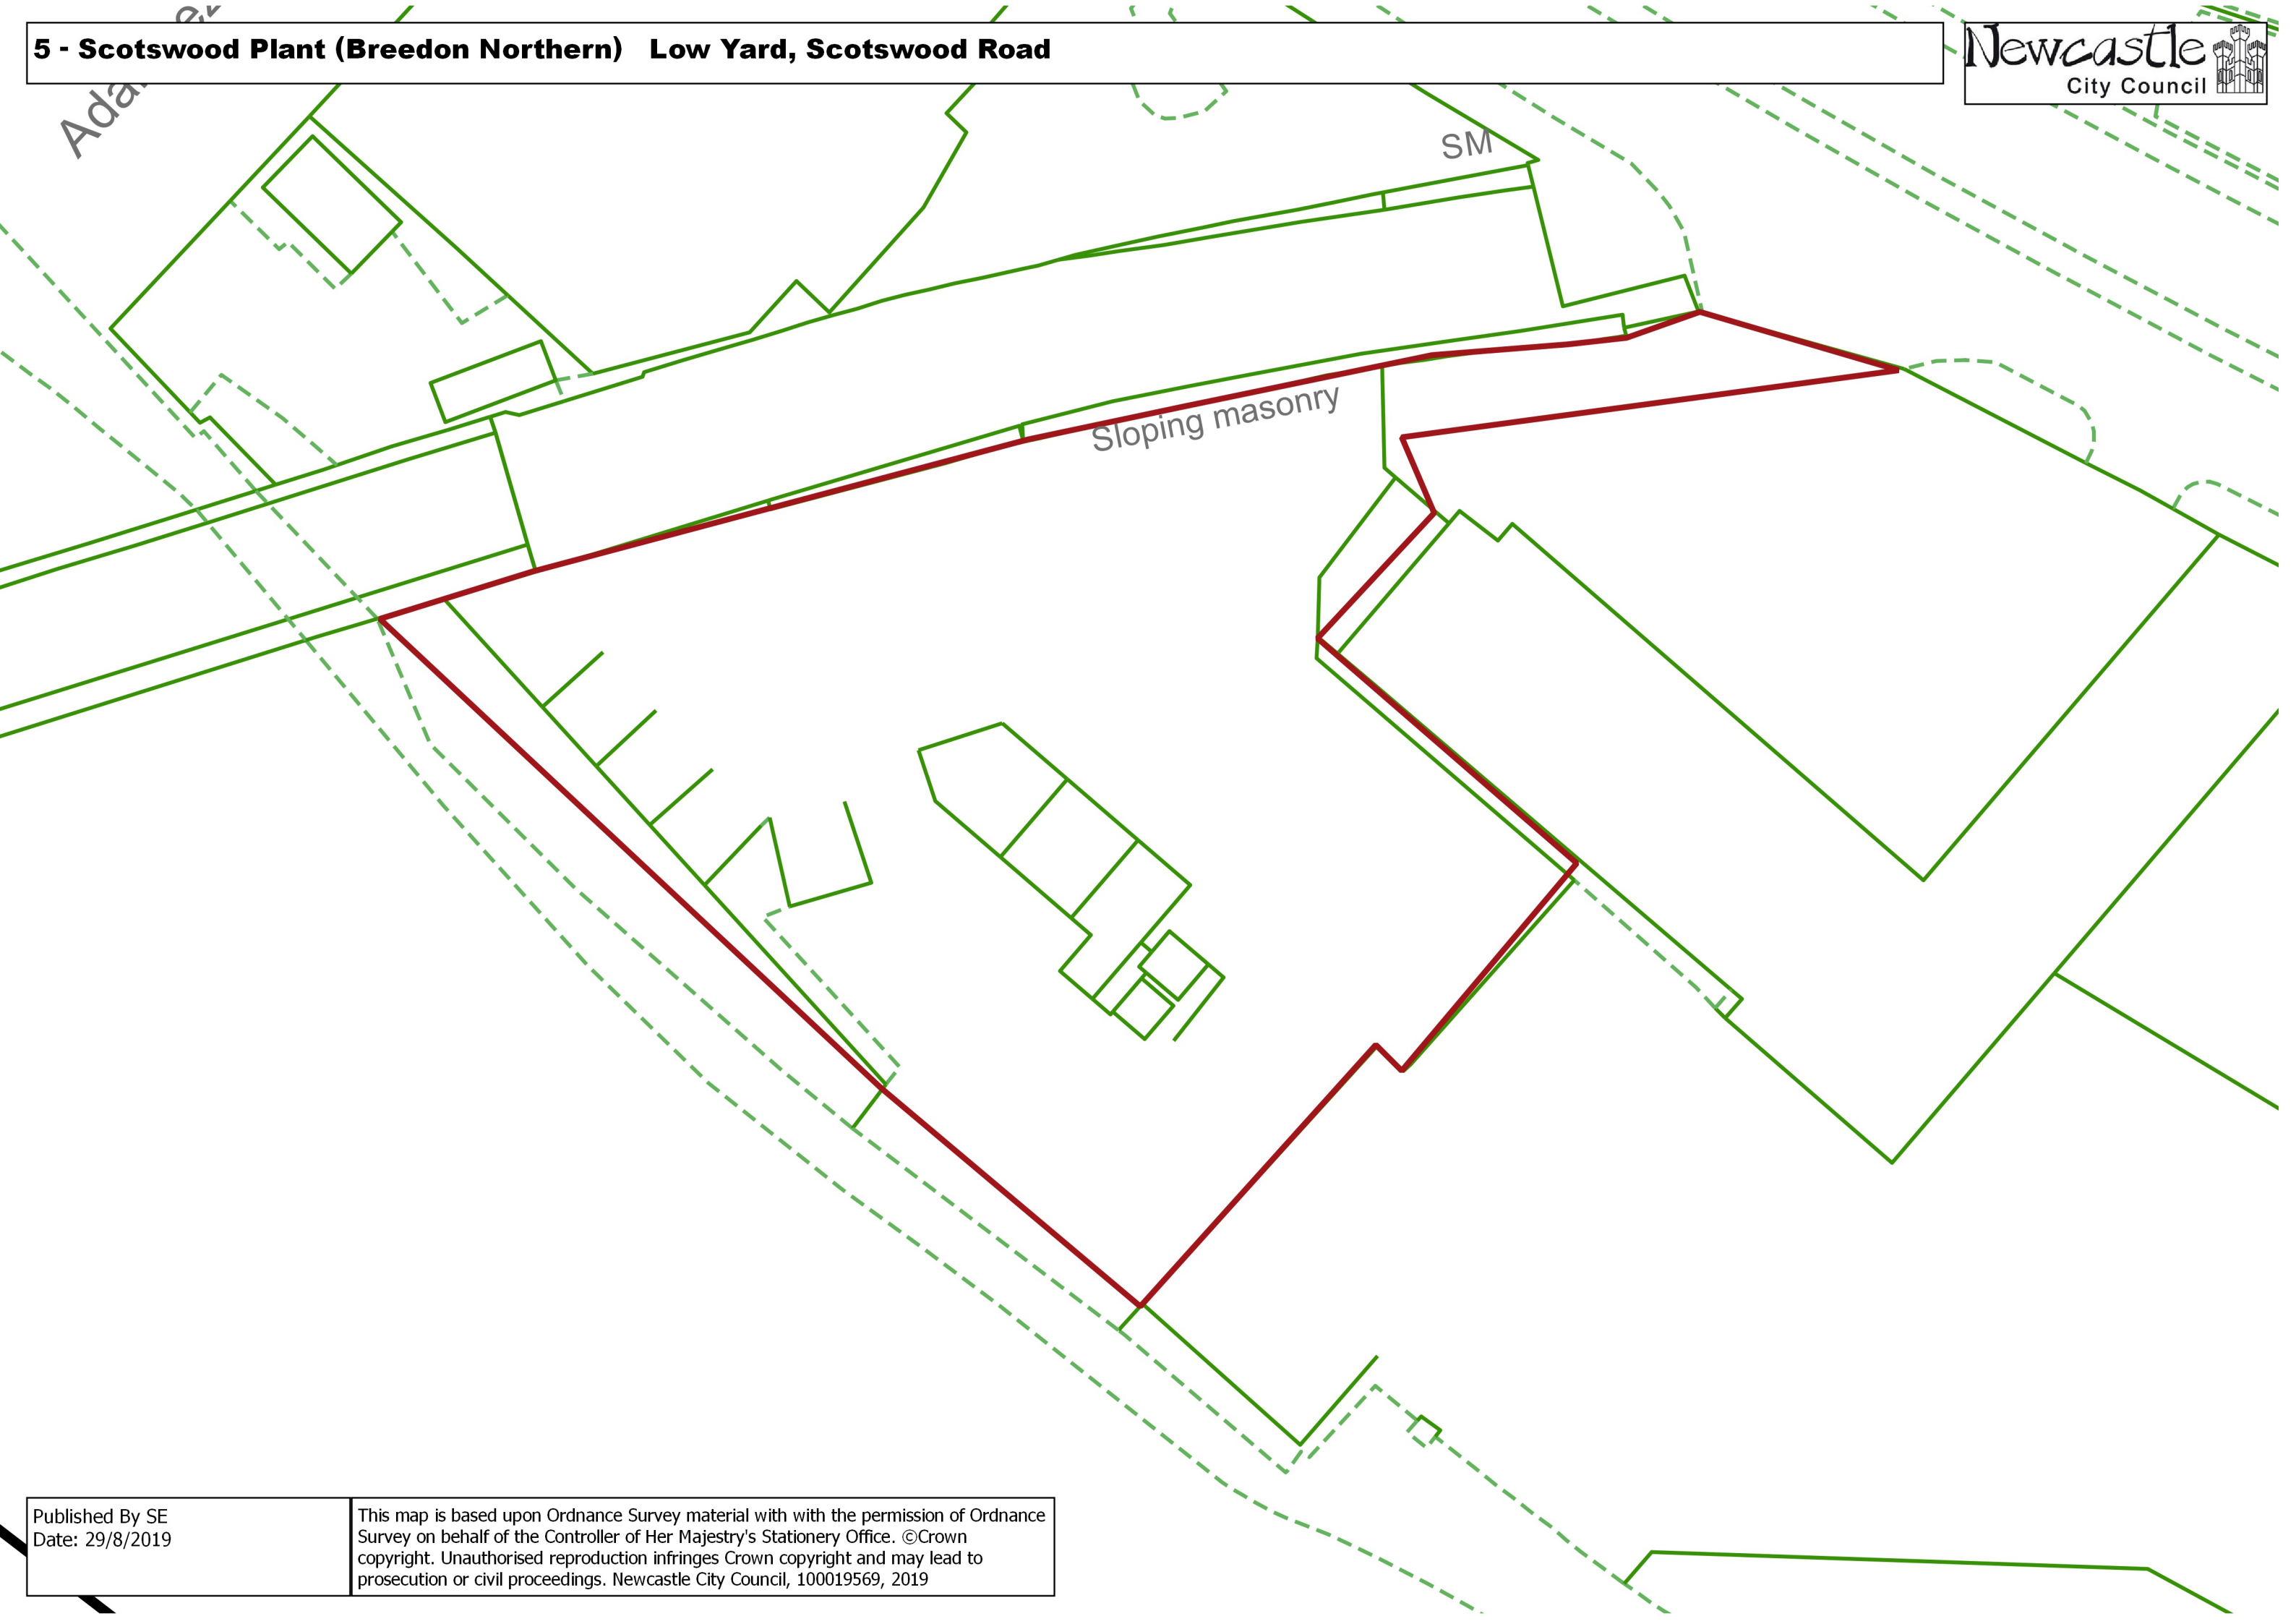 5 - Scotswood Plant (Breedon Northern)   Low Yard, Scotswood Road
Newcastle
City Council
SM
Sloping masonry
Published By SE
Date: 29/8/2019
This map is based upon Ordnance Survey material with with the permission of Ordnance
Survey on behalf of the Controller of Her Majestry's Stationery Office. ©Crown
copyright. Unauthorised reproduction infringes Crown copyright and may lead to
prosecution or civil proceedings. Newcastle City Council, 100019569, 2019